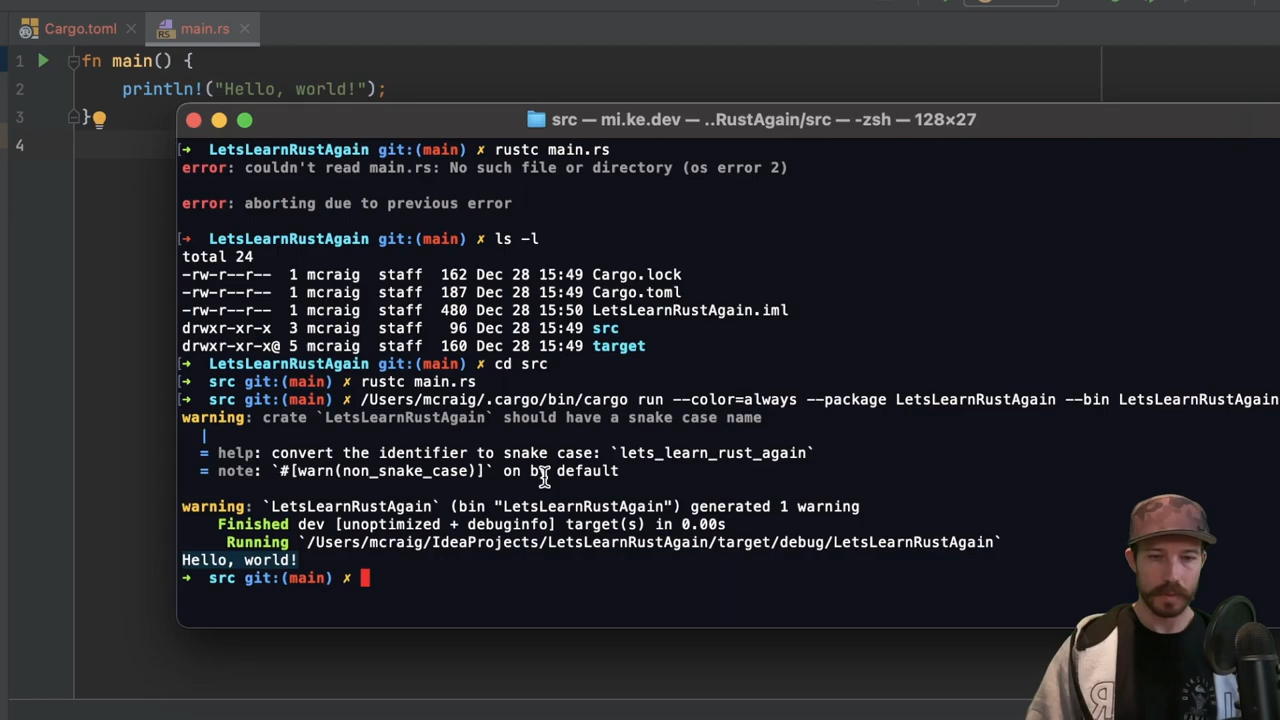 Cargo.toml
main.rs
1 fn main() {
2 println!("Hello, world!");
3 }
4
src — mi.ke.dev — ..RustAgain/src — -zsh — 128×27
[➜ LetsLearnRustAgain git:(main) ✗ rustc main.rs
error: couldn't read main.rs: No such file or directory (os error 2)
error: aborting due to previous error
[➜ LetsLearnRustAgain git:(main) ✗ ls -l
total 24
-rw-r--r-- 1 mcraig staff 162 Dec 28 15:49 Cargo.lock
-rw-r--r-- 1 mcraig staff 187 Dec 28 15:49 Cargo.toml
-rw-r--r-- 1 mcraig staff 480 Dec 28 15:50 LetsLearnRustAgain.iml
drwxr-xr-x 3 mcraig staff 96 Dec 28 15:49 src
drwxr-xr-x@ 5 mcraig staff 160 Dec 28 15:49 target
[➜ LetsLearnRustAgain git:(main) ✗ cd src
[➜ src git:(main) ✗ rustc main.rs
[➜ src git:(main) ✗ /Users/mcraig/.cargo/bin/cargo run --color=always --package LetsLearnRustAgain --bin LetsLearnRustAgain
warning: crate `LetsLearnRustAgain` should have a snake case name
|
= help: convert the identifier to snake case: `lets_learn_rust_again`
= note: `#[warn(non_snake_case)]` on by default
warning: `LetsLearnRustAgain` (bin "LetsLearnRustAgain") generated 1 warning
Finished dev [unoptimized + debuginfo] target(s) in 0.00s
Running `/Users/mcraig/IdeaProjects/LetsLearnRustAgain/target/debug/LetsLearnRustAgain`
Hello, world!
➜ src git:(main) ✗